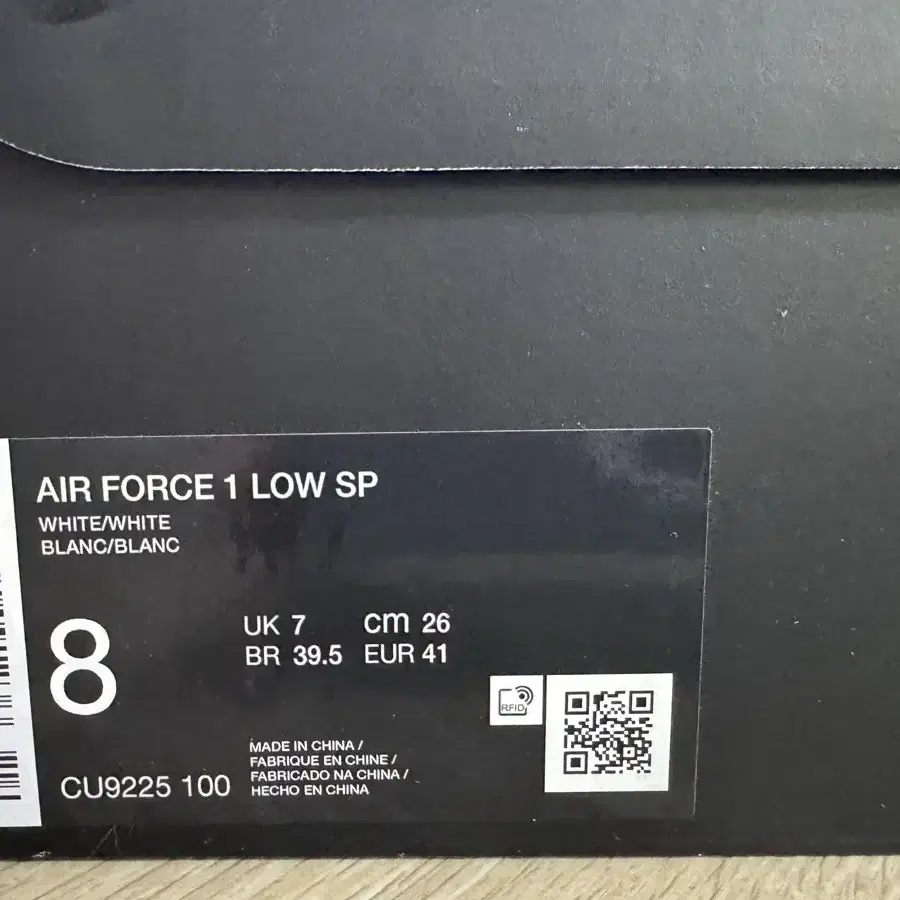 AIR FORCE 1 LOW SP
WHITE/WHITE
BLANC/BLANC
8
UK 7 cm 26
BR 39.5 EUR 41
RFID
MADE IN CHINA /
FABRIQUE EN CHINE /
FABRICADO NA CHINA /
HECHO EN CHINA
CU9225 100